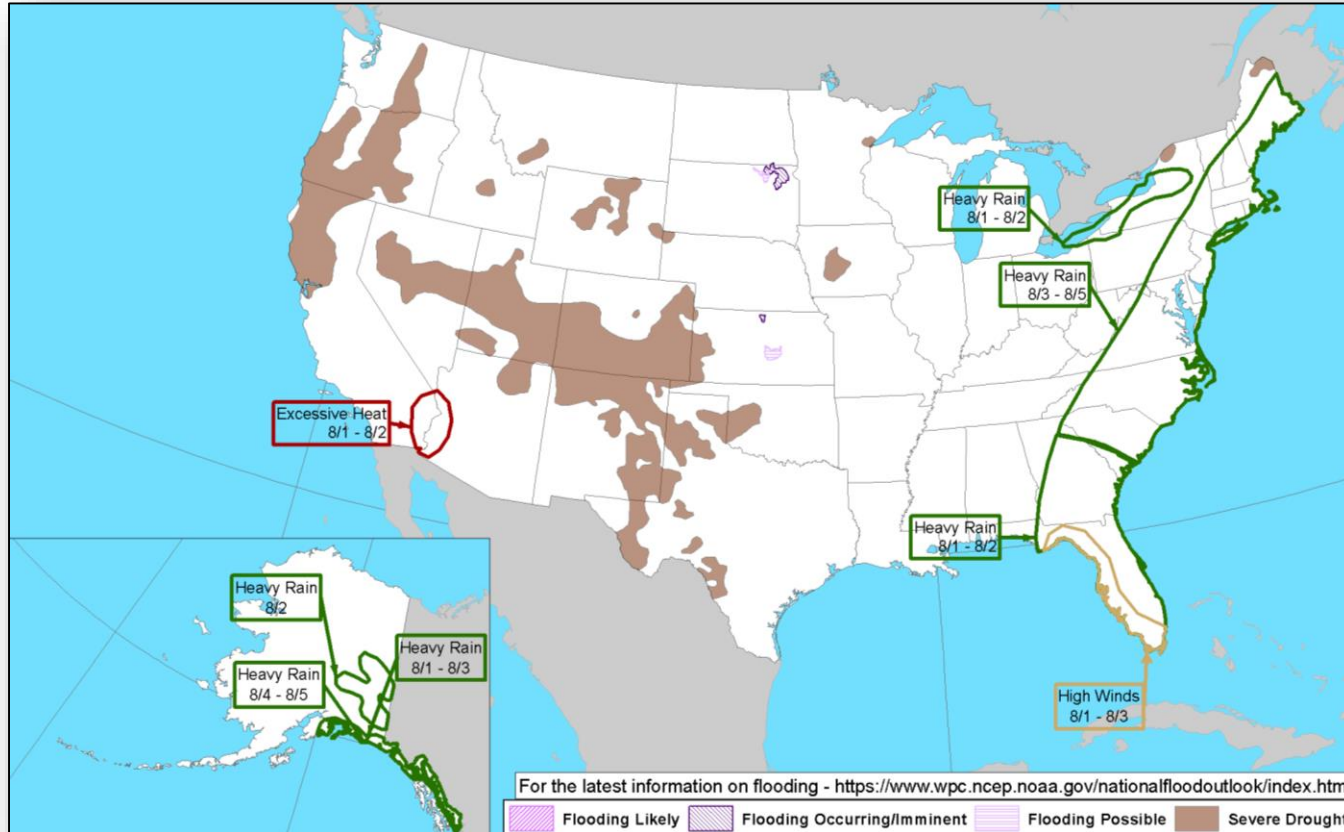 Heavy Rain
8/1 - 8/2
Heavy Rain
8/3 - 8/5
Excessive Heat
8/1 - 8/2
Heavy Rain
8/1 - 8/2
Heavy Rain
8/2
Heavy Rain
8/1 - 8/3
Heavy Rain
8/4 - 8/5
High Winds
8/1 - 8/3
For the latest information on flooding - https://www.wpc.ncep.noaa.gov/nationalfloodoutlook/index.htm
Flooding Likely
Flooding Occurring/Imminent
Flooding Possible
Severe Drought